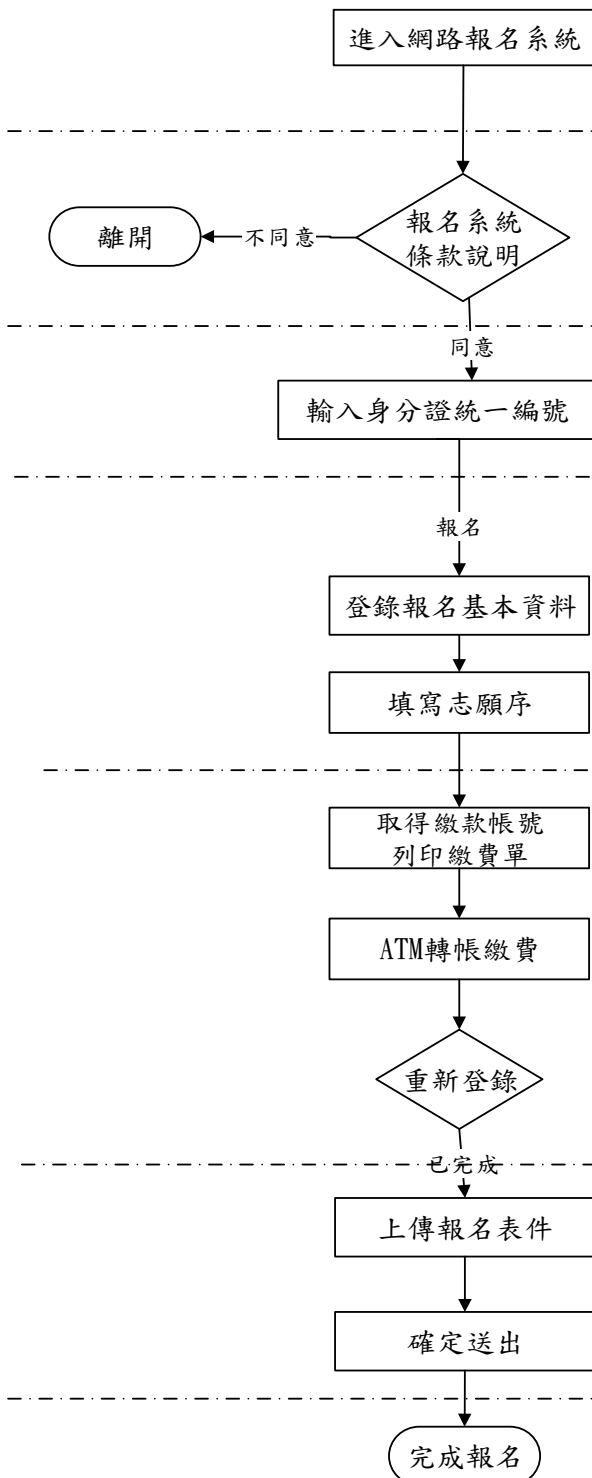 進入網路報名系統
離開
不同意
報名系統
條款說明
同意
輸入身分證統一編號
報名
登錄報名基本資料
填寫志願序
取得繳款帳號
列印繳費單
ATM轉帳繳費
重新登錄
已完成
上傳報名表件
確定送出
完成報名